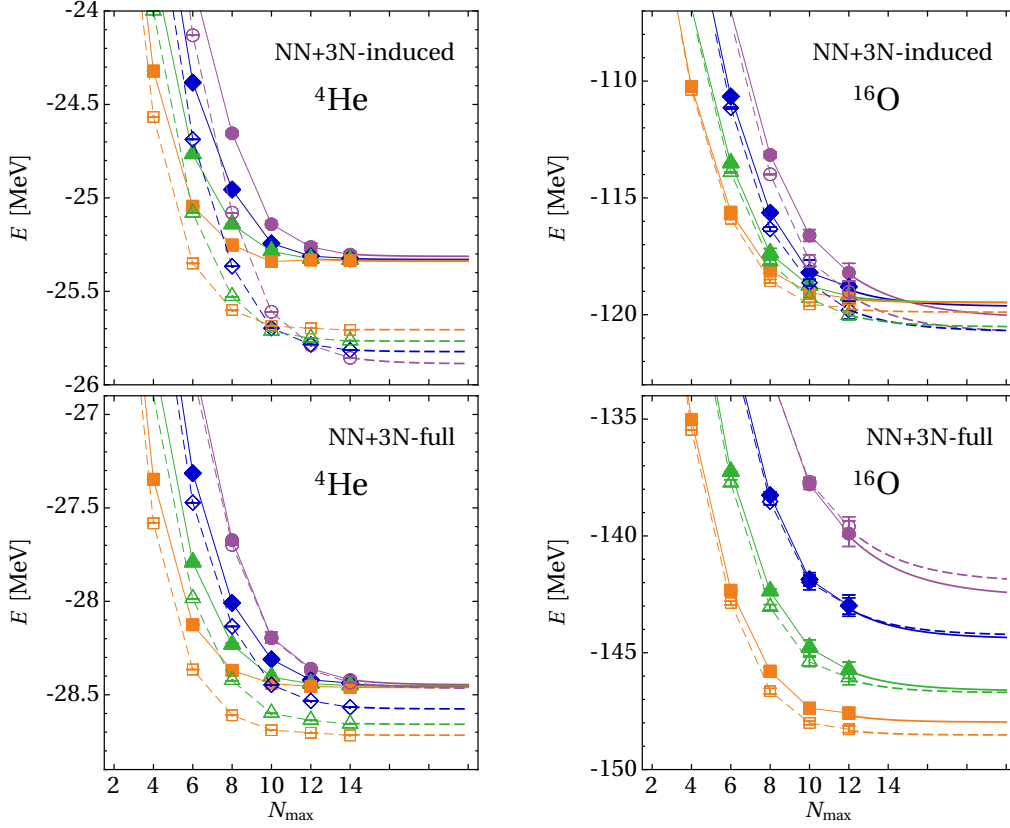 -24
-24.5
-25
-25.5
-26
E [MeV]
NN+3N-induced
⁴He
-110
-115
-120
E [MeV]
NN+3N-induced
¹⁶O
-27
-27.5
-28
-28.5
E [MeV]
NN+3N-full
⁴He
2 4 6 8 10 12 14
Nmax
-135
-140
-145
-150
E [MeV]
NN+3N-full
¹⁶O
2 4 6 8 10 12 14
Nmax